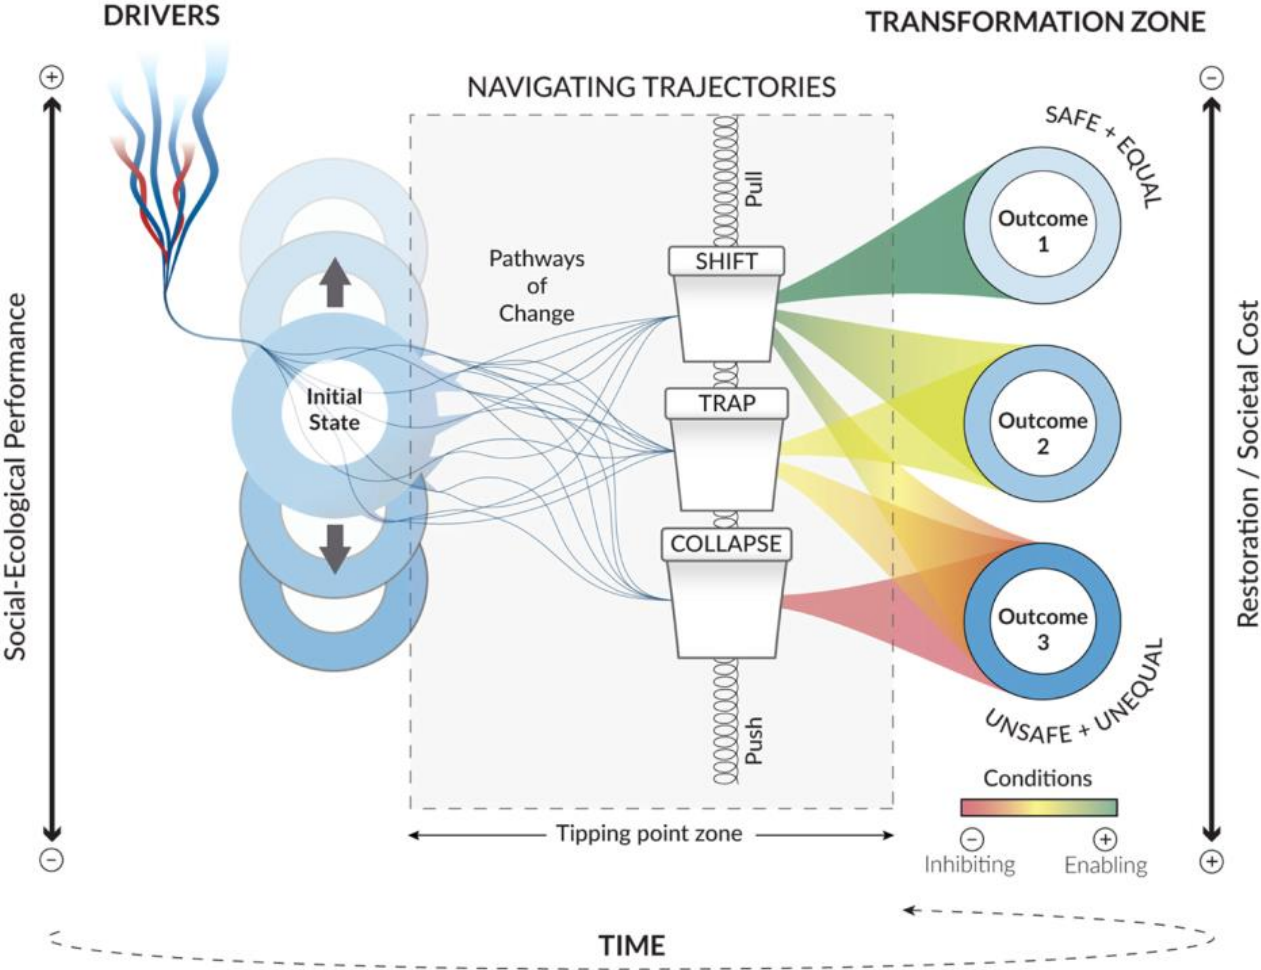 DRIVERS
TRANSFORMATION ZONE
NAVIGATING TRAJECTORIES
+
−
Social-Ecological Performance
−
+
Restoration / Societal Cost
Pathways
of
Change
Initial
State
Pull
SHIFT
TRAP
COLLAPSE
Push
SAFE + EQUAL
Outcome
1
Outcome
2
Outcome
3
UNSAFE + UNEQUAL
Tipping point zone
Conditions
− +
Inhibiting Enabling
TIME